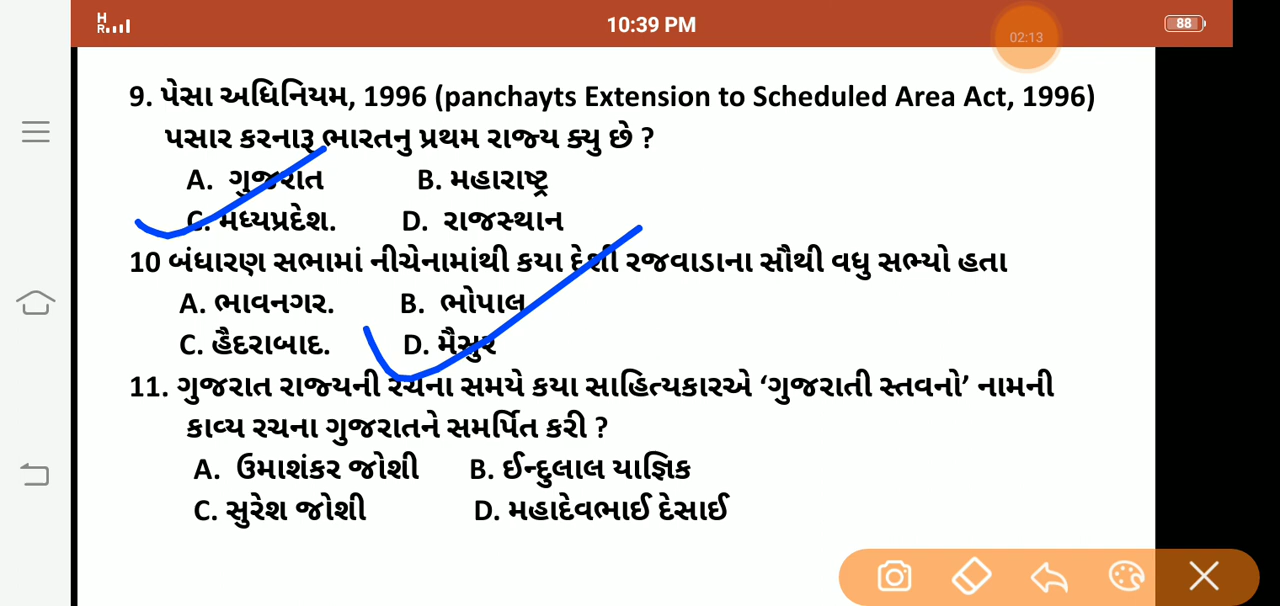 H
R
10:39 PM
02:13
88
9. પેસા અધિનિયમ, 1996 (panchayts Extension to Scheduled Area Act, 1996)
પસાર કરનારૂ ભારતનુ પ્રથમ રાજ્ય ક્યુ છે ?
A. ગુજરાત B. મહારાષ્ટ્ર
C. મધ્યપ્રદેશ. D. રાજસ્થાન
10 બંધારણ સભામાં નીચેનામાંથી કયા દેશી રજવાડાના સૌથી વધુ સભ્યો હતા
A. ભાવનગર. B. ભોપાલ
C. હૈદરાબાદ. D. મૈસુર
11. ગુજરાત રાજ્યની રચના સમયે કયા સાહિત્યકારએ ‘ગુજરાતી સ્તવનો’ નામની
કાવ્ય રચના ગુજરાતને સમર્પિત કરી ?
A. ઉમાશંકર જોશી B. ઈન્દુલાલ યાજ્ઞિક
C. સુરેશ જોશી D. મહાદેવભાઈ દેસાઈ